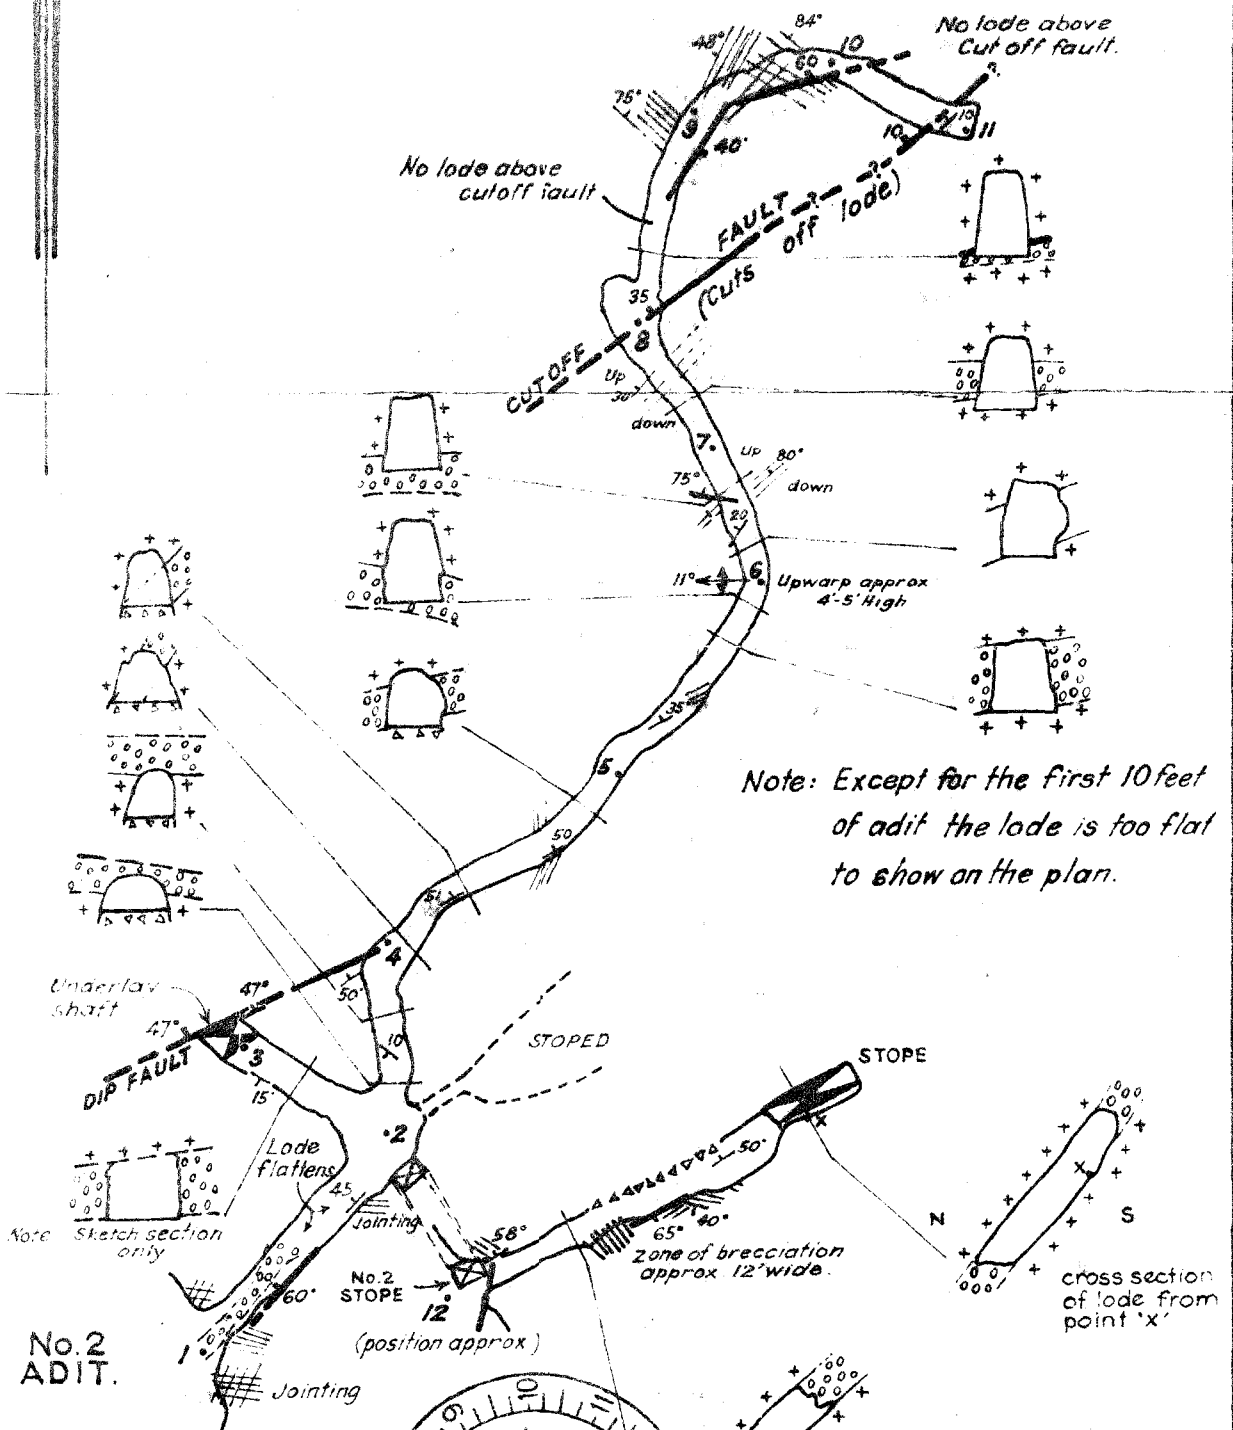 84°
10
No lode above
Cut off fault.
48°
60
75°
9
40°
10
10
11
No lode above
cutoff fault
FAULT
(Cuts off lode)
35
8
CUTOFF
Up
30°
down
7
Up
80°
down
75°
20
11°
6
Upwarp approx
4'-5' High
35
5
Note: Except for the first 10 feet
of adit the lode is too flat
to show on the plan.
50
51
4
Underlay
shaft
47°
50°
47°
10
3
DIP FAULT
STOPED
STOPE
15°
x
2
50°
Lode
flattens
x
45
Jointing
N
S
Note Sketch section
only
58°
65°
40°
Zone of brecciation
approx. 12' wide.
No.2
STOPE
60°
12
cross section
of lode from
point 'x'
(position approx)
No.2
ADIT.
1
Jointing
9
10
11